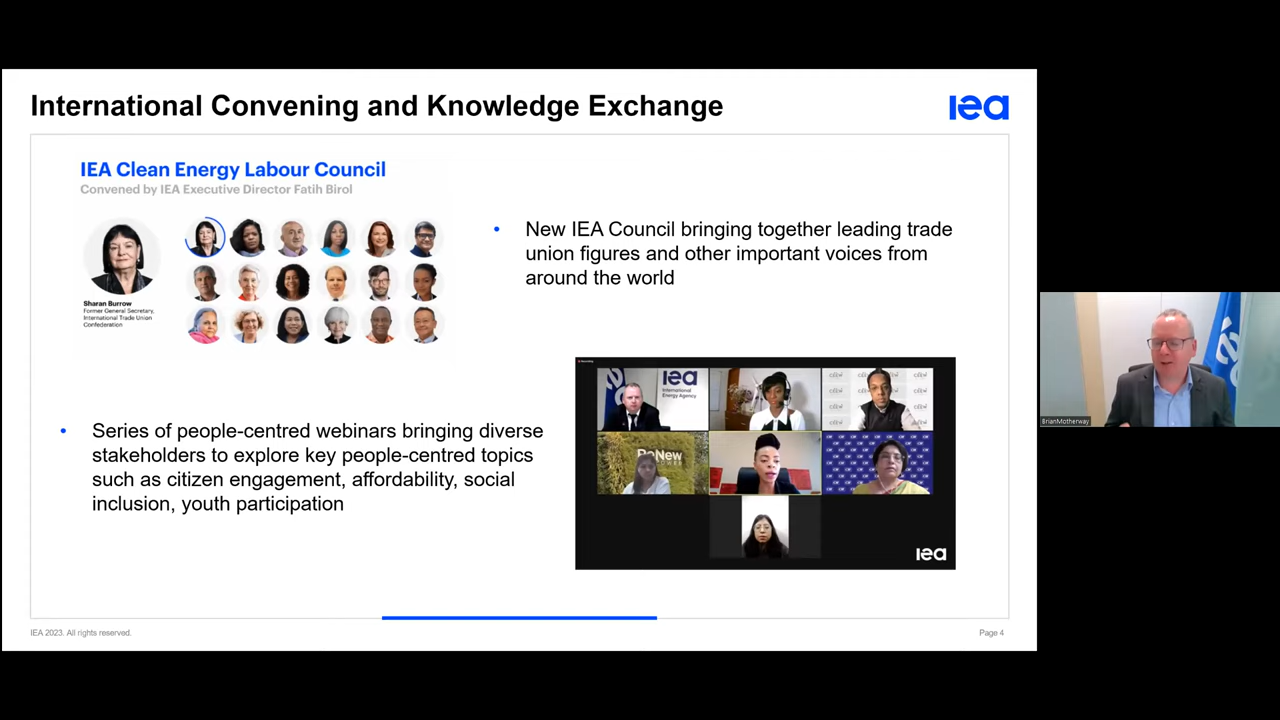 International Convening and Knowledge Exchange
iea
IEA Clean Energy Labour Council
Convened by IEA Executive Director Fatih Birol
Sharan Burrow
Former General Secretary,
International Trade Union
Confederation
• New IEA Council bringing together leading trade
union figures and other important voices from
around the world
• Series of people-centred webinars bringing diverse
stakeholders to explore key people-centred topics
such as citizen engagement, affordability, social
inclusion, youth participation
iea
International
Energy Agency
ReNew
iea
BrianMotherway
IEA 2023. All rights reserved.
Page 4